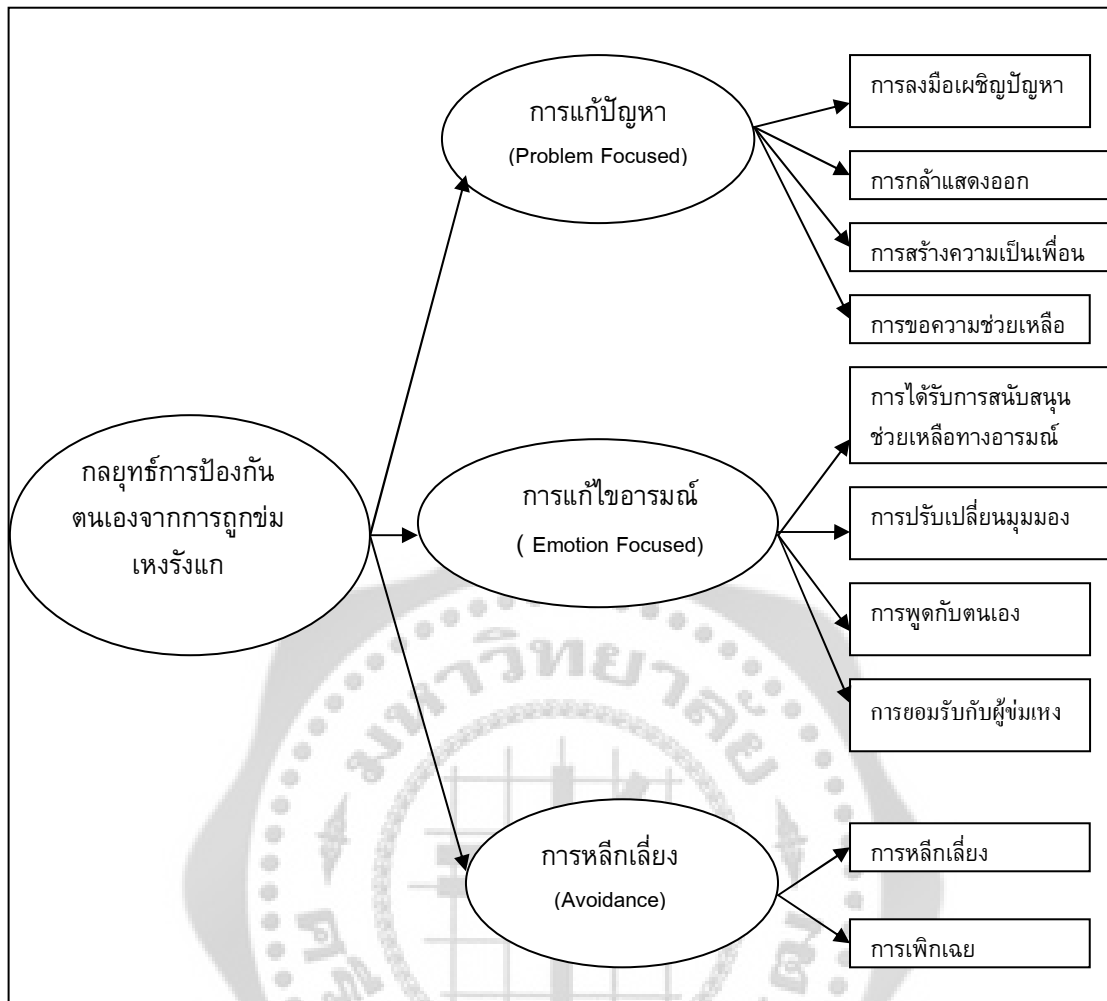 การลงมือเผชิญปัญหา
การแก้ปัญหา
(Problem Focused)
การกล้าแสดงออก
การสร้างความเป็นเพื่อน
การขอความช่วยเหลือ
การได้รับการสนับสนุน
ช่วยเหลือทางอารมณ์
กลยุทธ์การป้องกัน
ตนเองจากการถูกข่ม
เหงรังแก
การแก้ไขอารมณ์
( Emotion Focused)
การปรับเปลี่ยนมุมมอง
การพูดกับตนเอง
การยอมรับกับผู้ข่มเหง
การหลีกเลี่ยง
(Avoidance)
การหลีกเลี่ยง
การเพิกเฉย
มหาวิทยาลัย